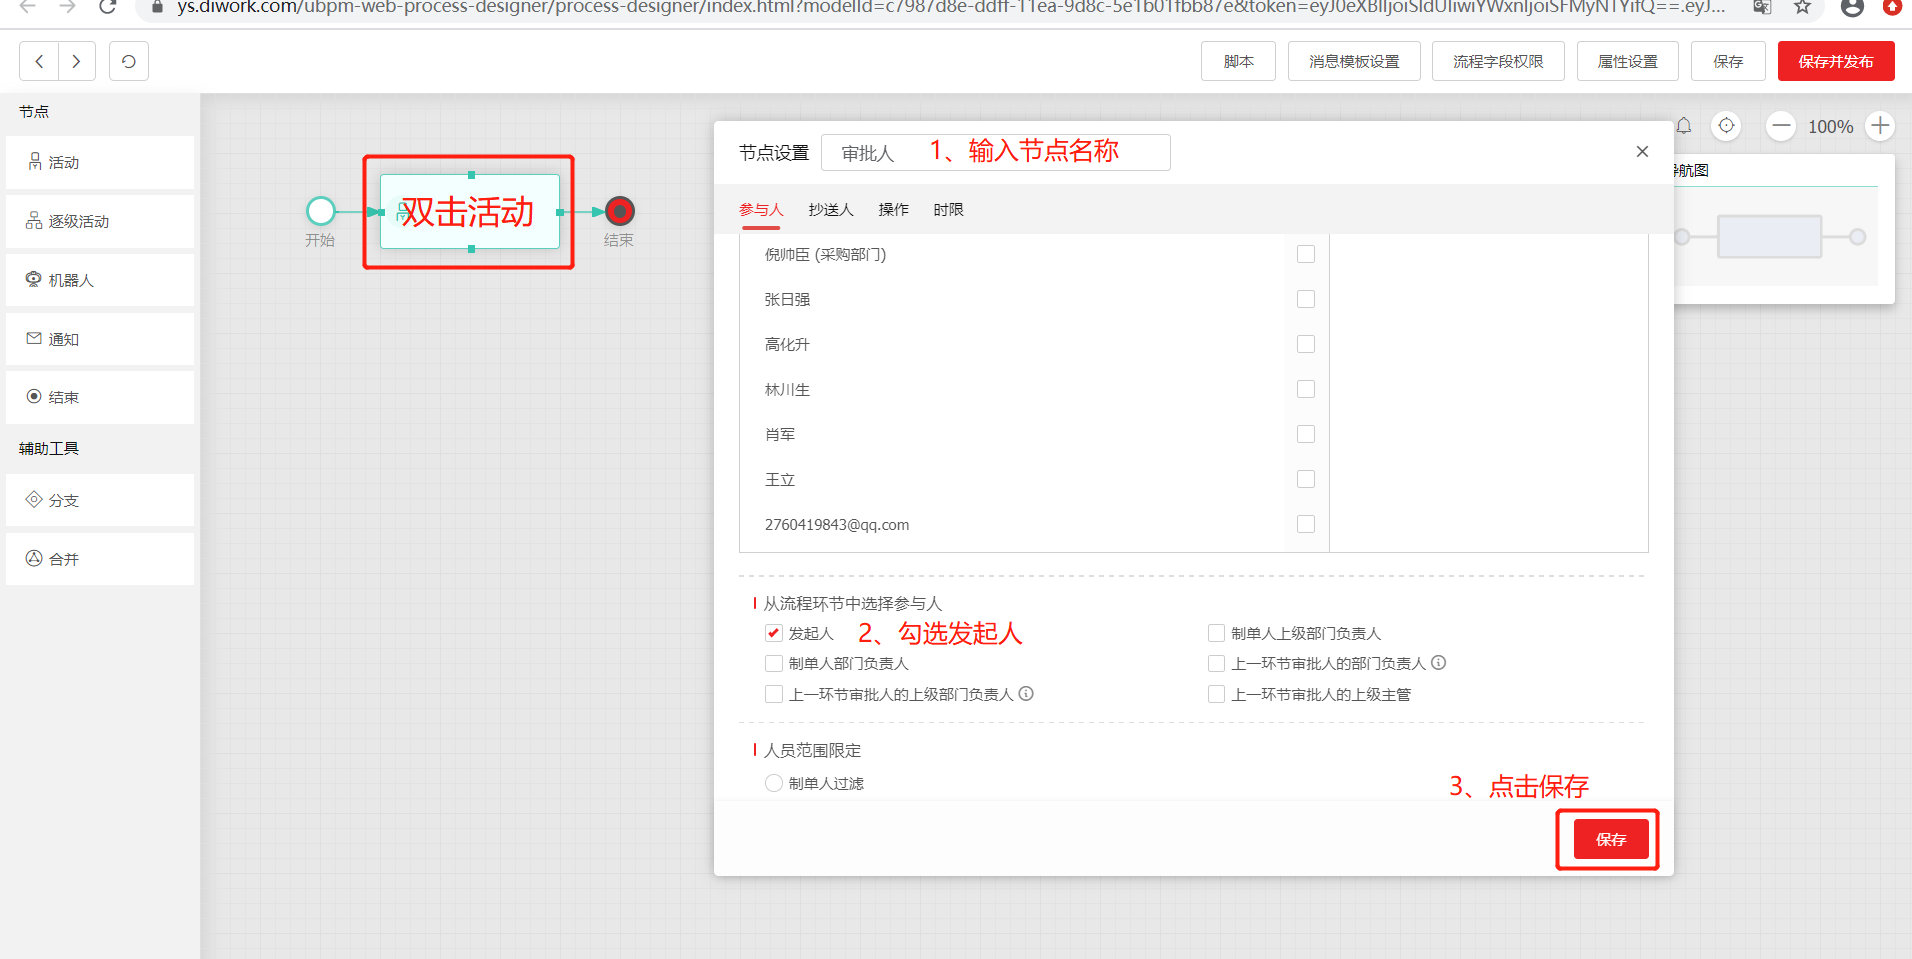 ys.diwork.com/ubpm-web-process-designer/process-designer/index.html?modelId=c7987d8e-ddff-11ea-9d8c-5e1b01fbb87e&token=eyJ0eXBlIjoiSldUIiwiYWxnIjoiSFMyNTYifQ==.eyJ...
脚本
消息模板设置
流程字段权限
属性设置
保存
保存并发布
节点
活动
逐级活动
机器人
通知
结束
辅助工具
分支
合并
开始
双击活动
结束
100%
导航图
节点设置
审批人
1、输入节点名称
参与人
抄送人
操作
时限
倪帅臣 (采购部门)
张日强
高化升
林川生
肖军
王立
2760419843@qq.com
从流程环节中选择参与人
发起人
2、勾选发起人
制单人上级部门负责人
制单人部门负责人
上一环节审批人的部门负责人
上一环节审批人的上级部门负责人
上一环节审批人的上级主管
人员范围限定
制单人过滤
3、点击保存
保存